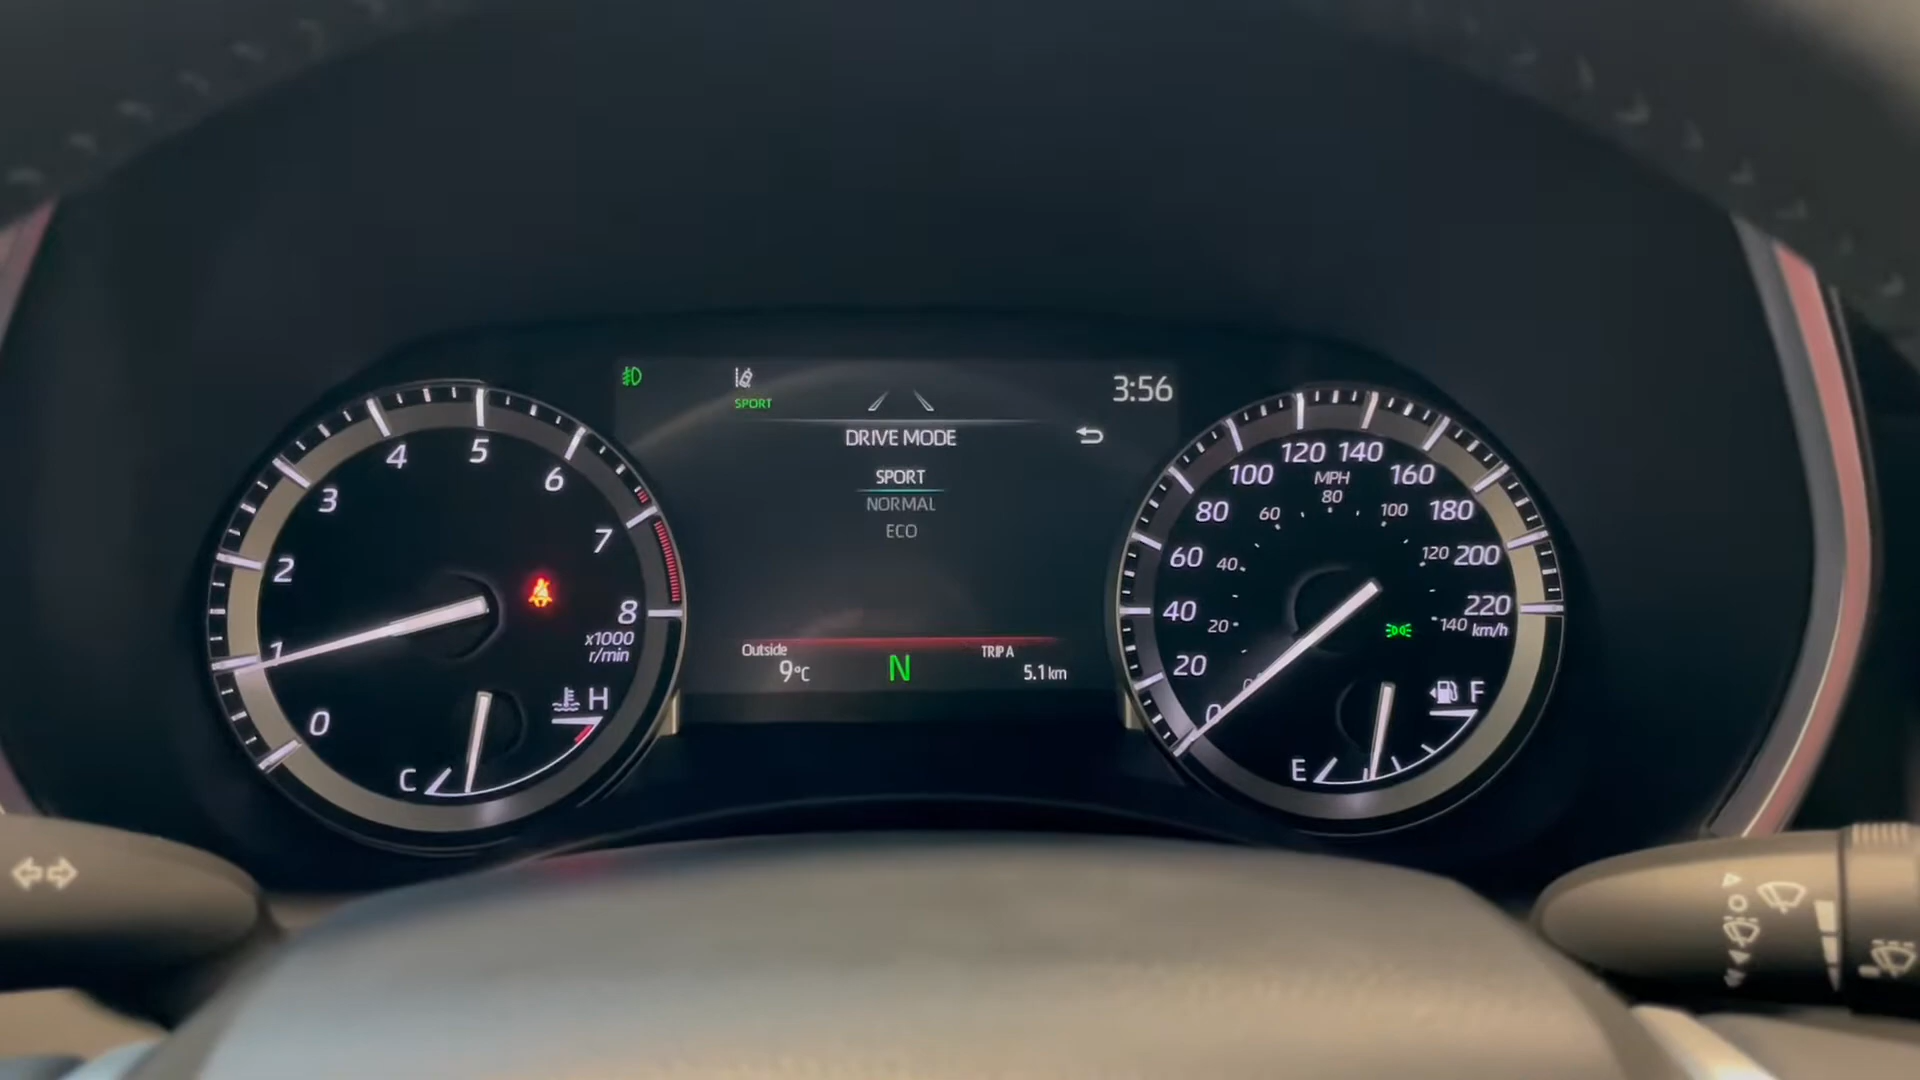 3:56
SPORT
DRIVE MODE
SPORT
NORMAL
ECO
Outside
9°C
N
TRIP A
5.1 km
0
1
2
3
4
5
6
7
8
x1000
r/min
C
H
0
20
40
60
80
100
120
140
160
180
200
220
km/h
MPH
20
40
60
80
100
120
140
E
F